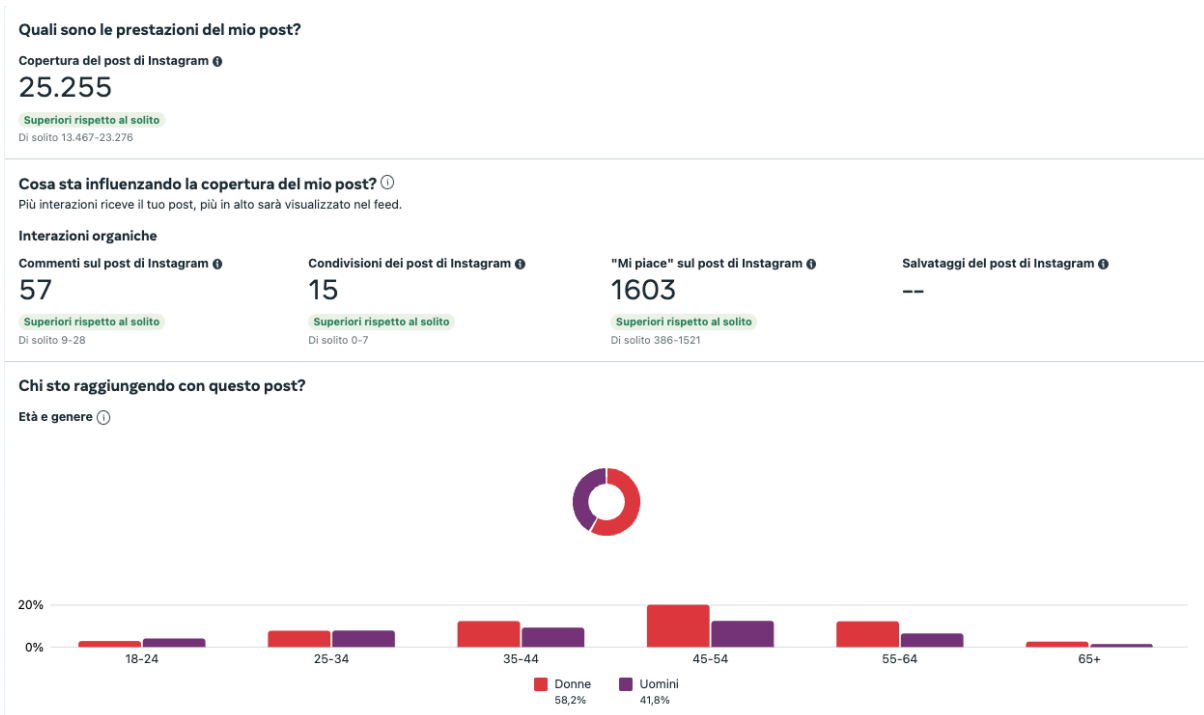 Quali sono le prestazioni del mio post?
Copertura del post di Instagram
25.255
Superiori rispetto al solito
Di solito 13.467-23.276
Cosa sta influenzando la copertura del mio post?
Più interazioni riceve il tuo post, più in alto sarà visualizzato nel feed.
Interazioni organiche
Commenti sul post di Instagram
57
Superiori rispetto al solito
Di solito 9-28
Condivisioni dei post di Instagram
15
Superiori rispetto al solito
Di solito 0-7
"Mi piace" sul post di Instagram
1603
Superiori rispetto al solito
Di solito 386-1521
Salvataggi del post di Instagram
--
Chi sto raggiungendo con questo post?
Età e genere
20%
0%
18-24 25-34 35-44 45-54 55-64 65+
Donne Uomini
58,2% 41,8%